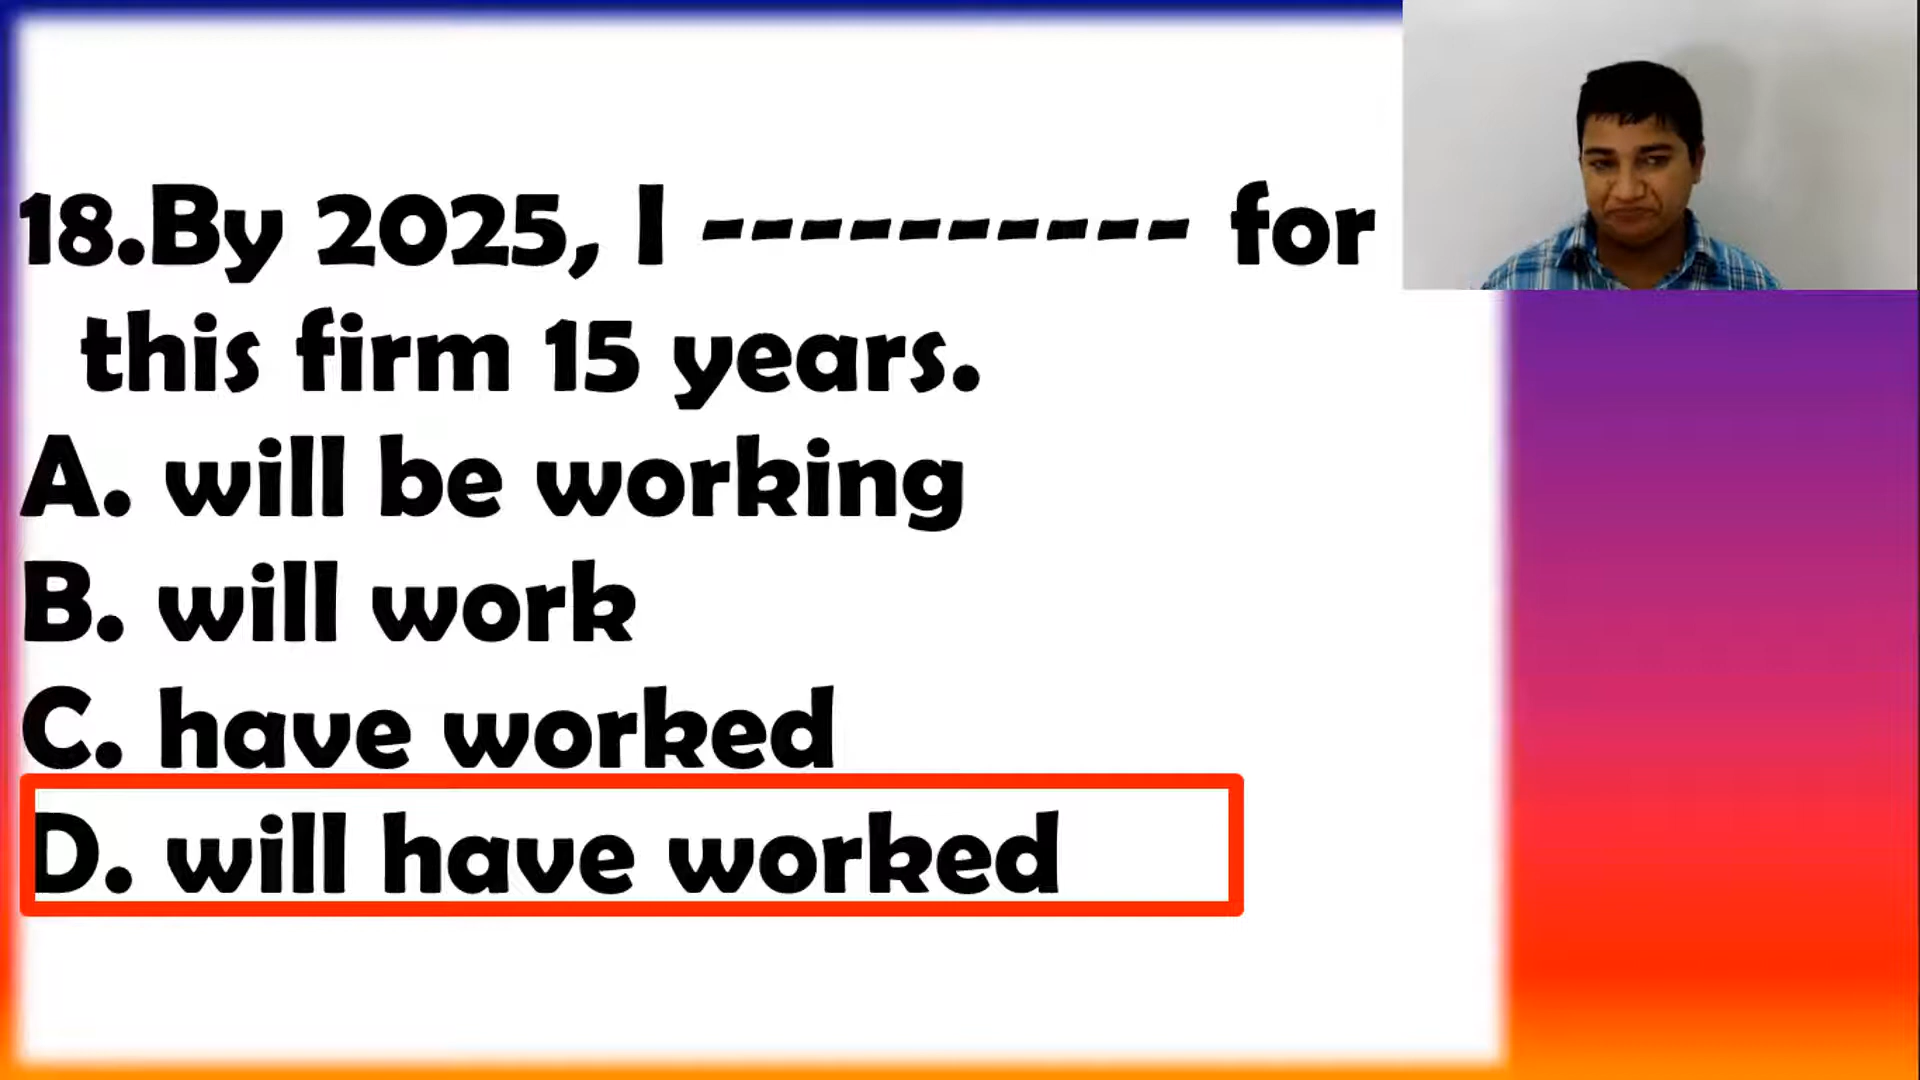 18.By 2025, I ---------- for
this firm 15 years.
A. will be working
B. will work
C. have worked
D. will have worked